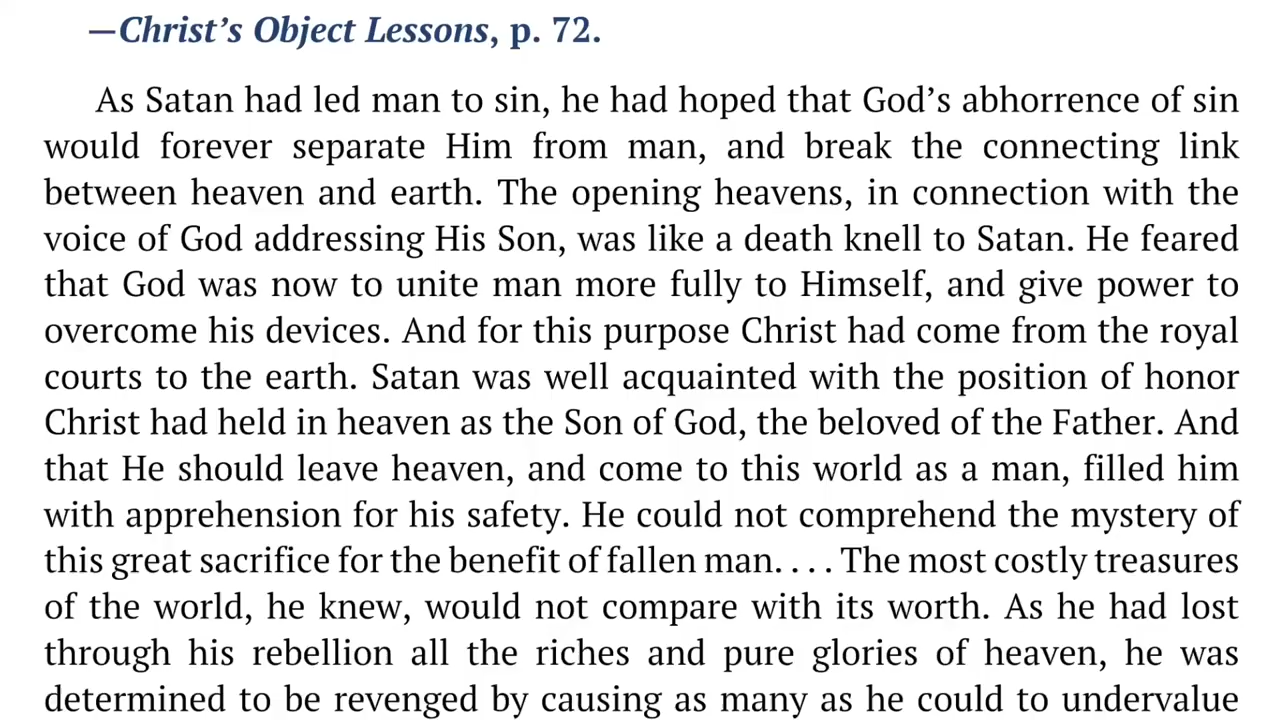 —Christ’s Object Lessons, p. 72.
As Satan had led man to sin, he had hoped that God’s abhorrence of sin
would forever separate Him from man, and break the connecting link
between heaven and earth. The opening heavens, in connection with the
voice of God addressing His Son, was like a death knell to Satan. He feared
that God was now to unite man more fully to Himself, and give power to
overcome his devices. And for this purpose Christ had come from the royal
courts to the earth. Satan was well acquainted with the position of honor
Christ had held in heaven as the Son of God, the beloved of the Father. And
that He should leave heaven, and come to this world as a man, filled him
with apprehension for his safety. He could not comprehend the mystery of
this great sacrifice for the benefit of fallen man. . . . The most costly treasures
of the world, he knew, would not compare with its worth. As he had lost
through his rebellion all the riches and pure glories of heaven, he was
determined to be revenged by causing as many as he could to undervalue